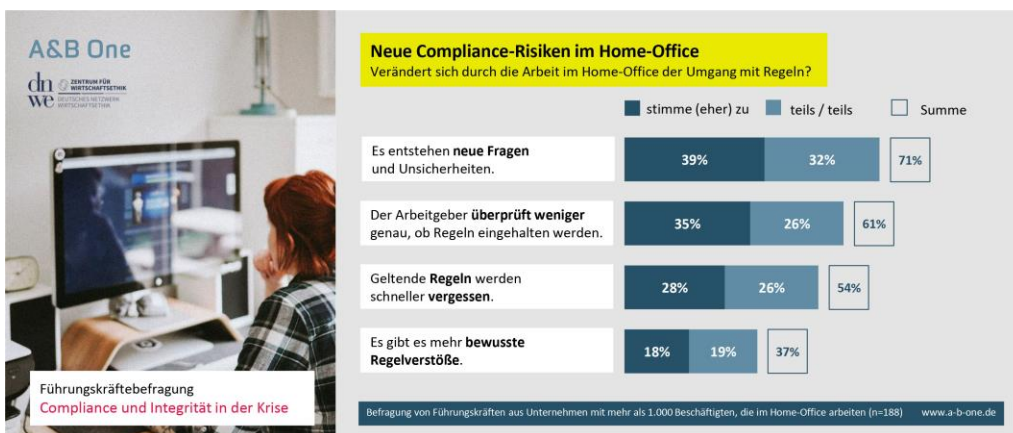 A&B One
dn
we
ZENTRUM FÜR
WIRTSCHAFTSETHIK
DEUTSCHES NETZWERK
WIRTSCHAFTSETHIK
Führungskräftebefragung
Compliance und Integrität in der Krise
Neue Compliance-Risiken im Home-Office
Verändert sich durch die Arbeit im Home-Office der Umgang mit Regeln?
stimme (eher) zu teils / teils Summe
Es entstehen neue Fragen
und Unsicherheiten.
39% 32% 71%
Der Arbeitgeber überprüft weniger
genau, ob Regeln eingehalten werden.
35% 26% 61%
Geltende Regeln werden
schneller vergessen.
28% 26% 54%
Es gibt es mehr bewusste
Regelverstöße.
18% 19% 37%
Befragung von Führungskräften aus Unternehmen mit mehr als 1.000 Beschäftigten, die im Home-Office arbeiten (n=188) www.a-b-one.de